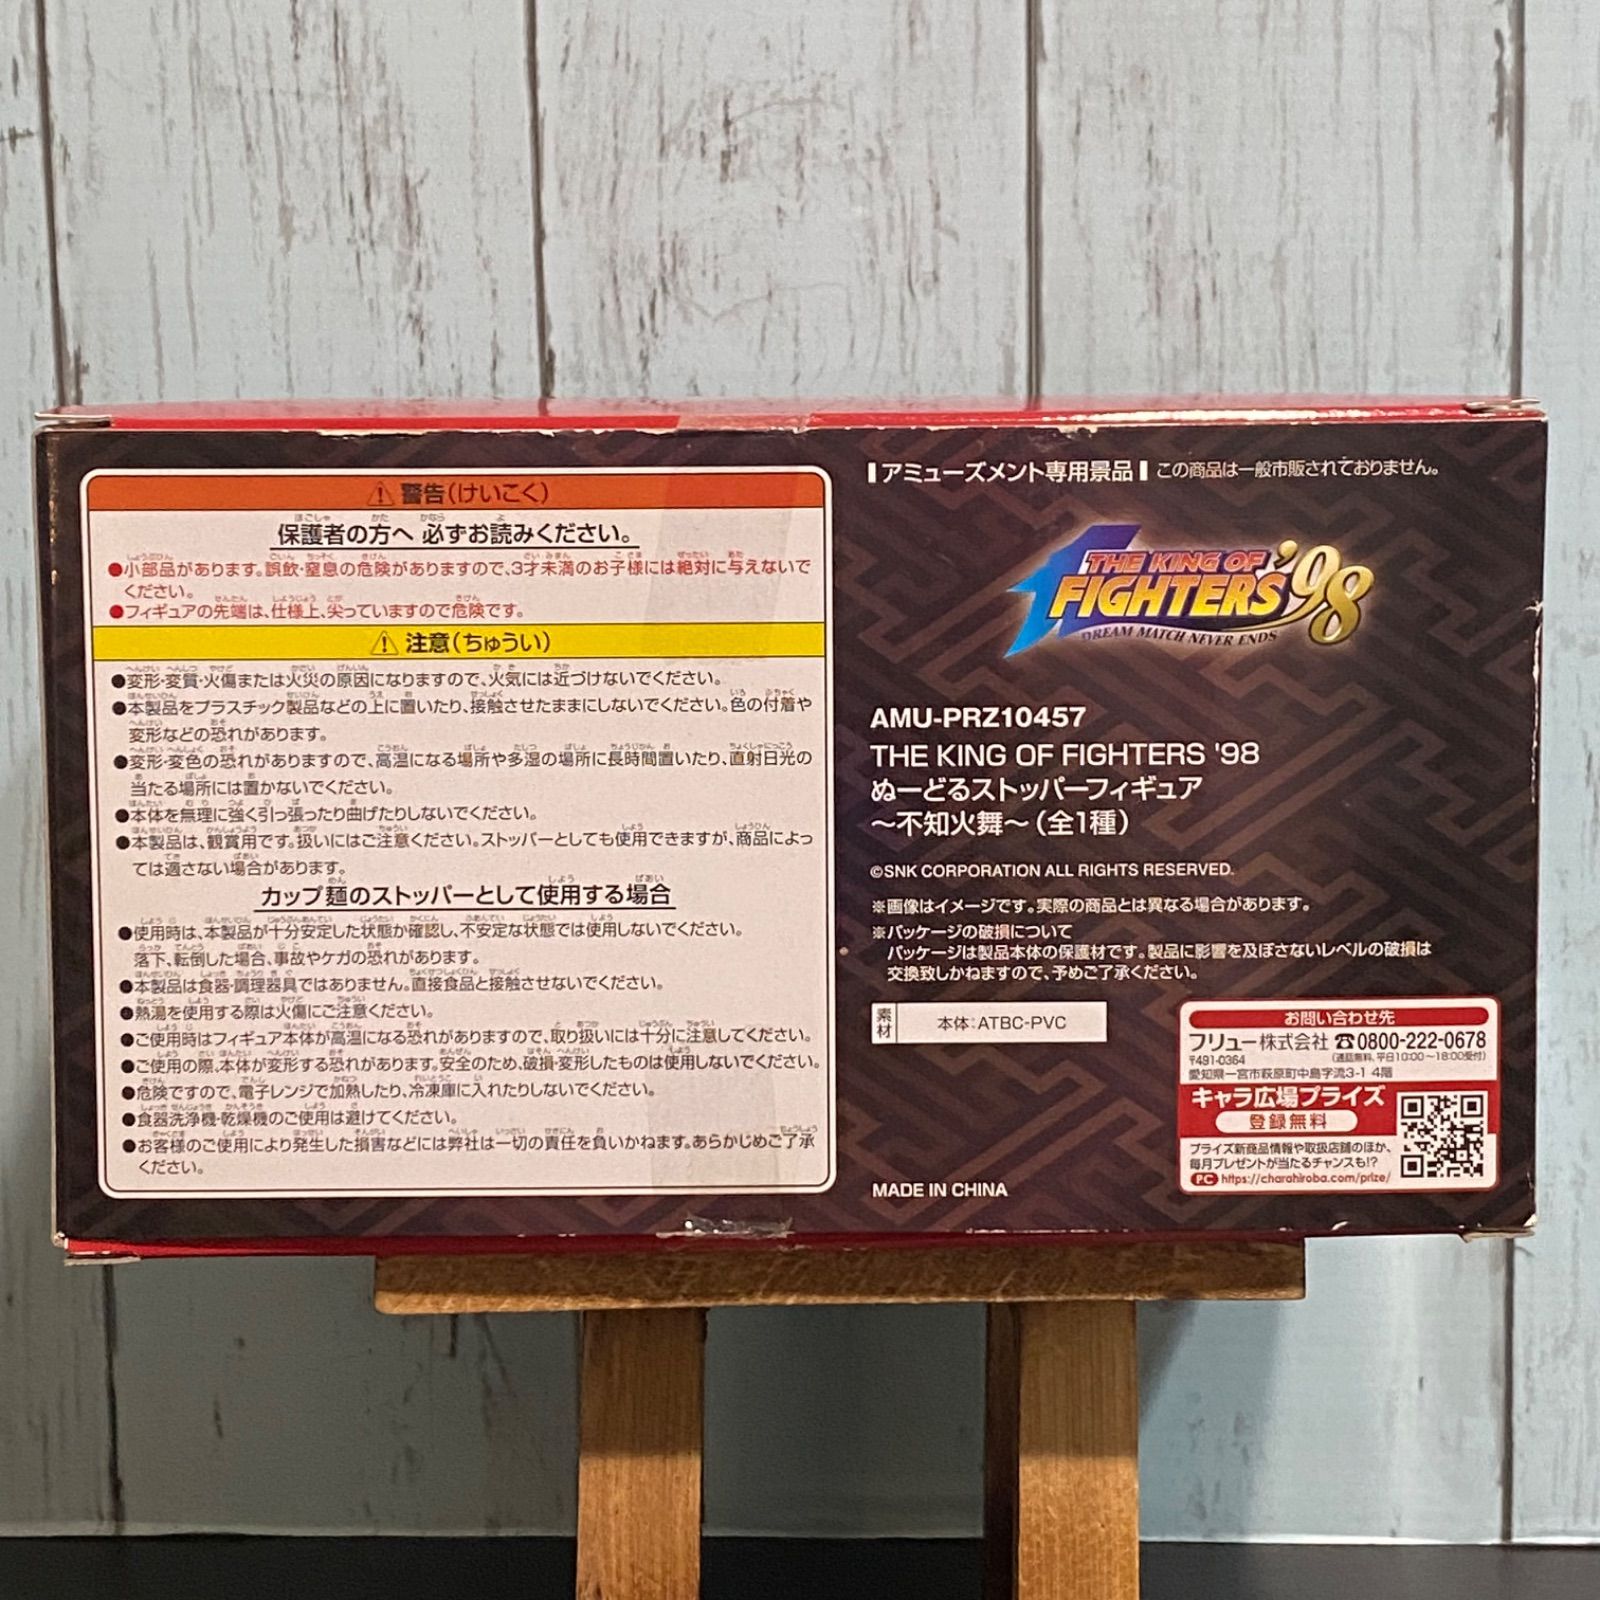 警告(けいこく)
保護者の方へ 必ずお読みください。
●小部品があります。誤飲・窒息の危険がありますので、3才未満のお子様には絶対に与えないで
ください。
●フィギュアの先端は、仕様上、尖っていますので危険です。
注意(ちゅうい)
●変形・変質・火傷または火災の原因になりますので、火気には近づけないでください。
●本製品をプラスチック製品などの上に置いたり、接触させたままにしないでください。色の付着や
変形などの恐れがあります。
●変形・変色の恐れがありますので、高温になる場所や多湿の場所に長時間置いたり、直射日光の
当たる場所には置かないでください。
●本体を無理に強く引っ張ったり曲げたりしないでください。
●本製品は、観賞用です。扱いにはご注意ください。ストッパーとしても使用できますが、商品によっ
ては適さない場合があります。
カップ麺のストッパーとして使用する場合
●使用時は、本製品が十分安定した状態か確認し、不安定な状態では使用しないでください。
落下、転倒した場合、事故やケガの恐れがあります。
●本製品は食器・調理器具ではありません。直接食品と接触させないでください。
●熱湯を使用する際は火傷にご注意ください。
●ご使用時はフィギュア本体が高温になる恐れがありますので、取り扱いには十分に注意してください。
●ご使用の際、本体が変形する恐れがあります。安全のため、破損・変形したものは使用しないでください。
●危険ですので、電子レンジで加熱したり、冷凍庫に入れたりしないでください。
●食器洗浄機・乾燥機のご使用は避けてください。
●お客様のご使用により発生した損害などには弊社は一切の責任を負いかねます。あらかじめご了承
ください。
アミューズメント専用景品 この商品は一般市販されておりません。
THE KING OF
FIGHTERS '98
DREAM MATCH NEVER ENDS
AMU-PRZ10457
THE KING OF FIGHTERS '98
ぬーどるストッパーフィギュア
～不知火舞～(全1種)
©SNK CORPORATION ALL RIGHTS RESERVED.
※画像はイメージです。実際の商品とは異なる場合があります。
※パッケージの破損について
パッケージは製品本体の保護材です。製品に影響を及ぼさないレベルの破損は
交換致しかねますので、予めご了承ください。
素材 本体:ATBC-PVC
お問い合わせ先
フリュー株式会社 ☎0800-222-0678
〒491-0364 (通話無料、平日10:00～18:00受付)
愛知県一宮市萩原町中島字流3-1 4階
キャラ広場プライズ
登録無料
プライズ新商品情報や取扱店舗のほか、
毎月プレゼントが当たるチャンスも!?
PC https://charahiroba.com/prize/
MADE IN CHINA